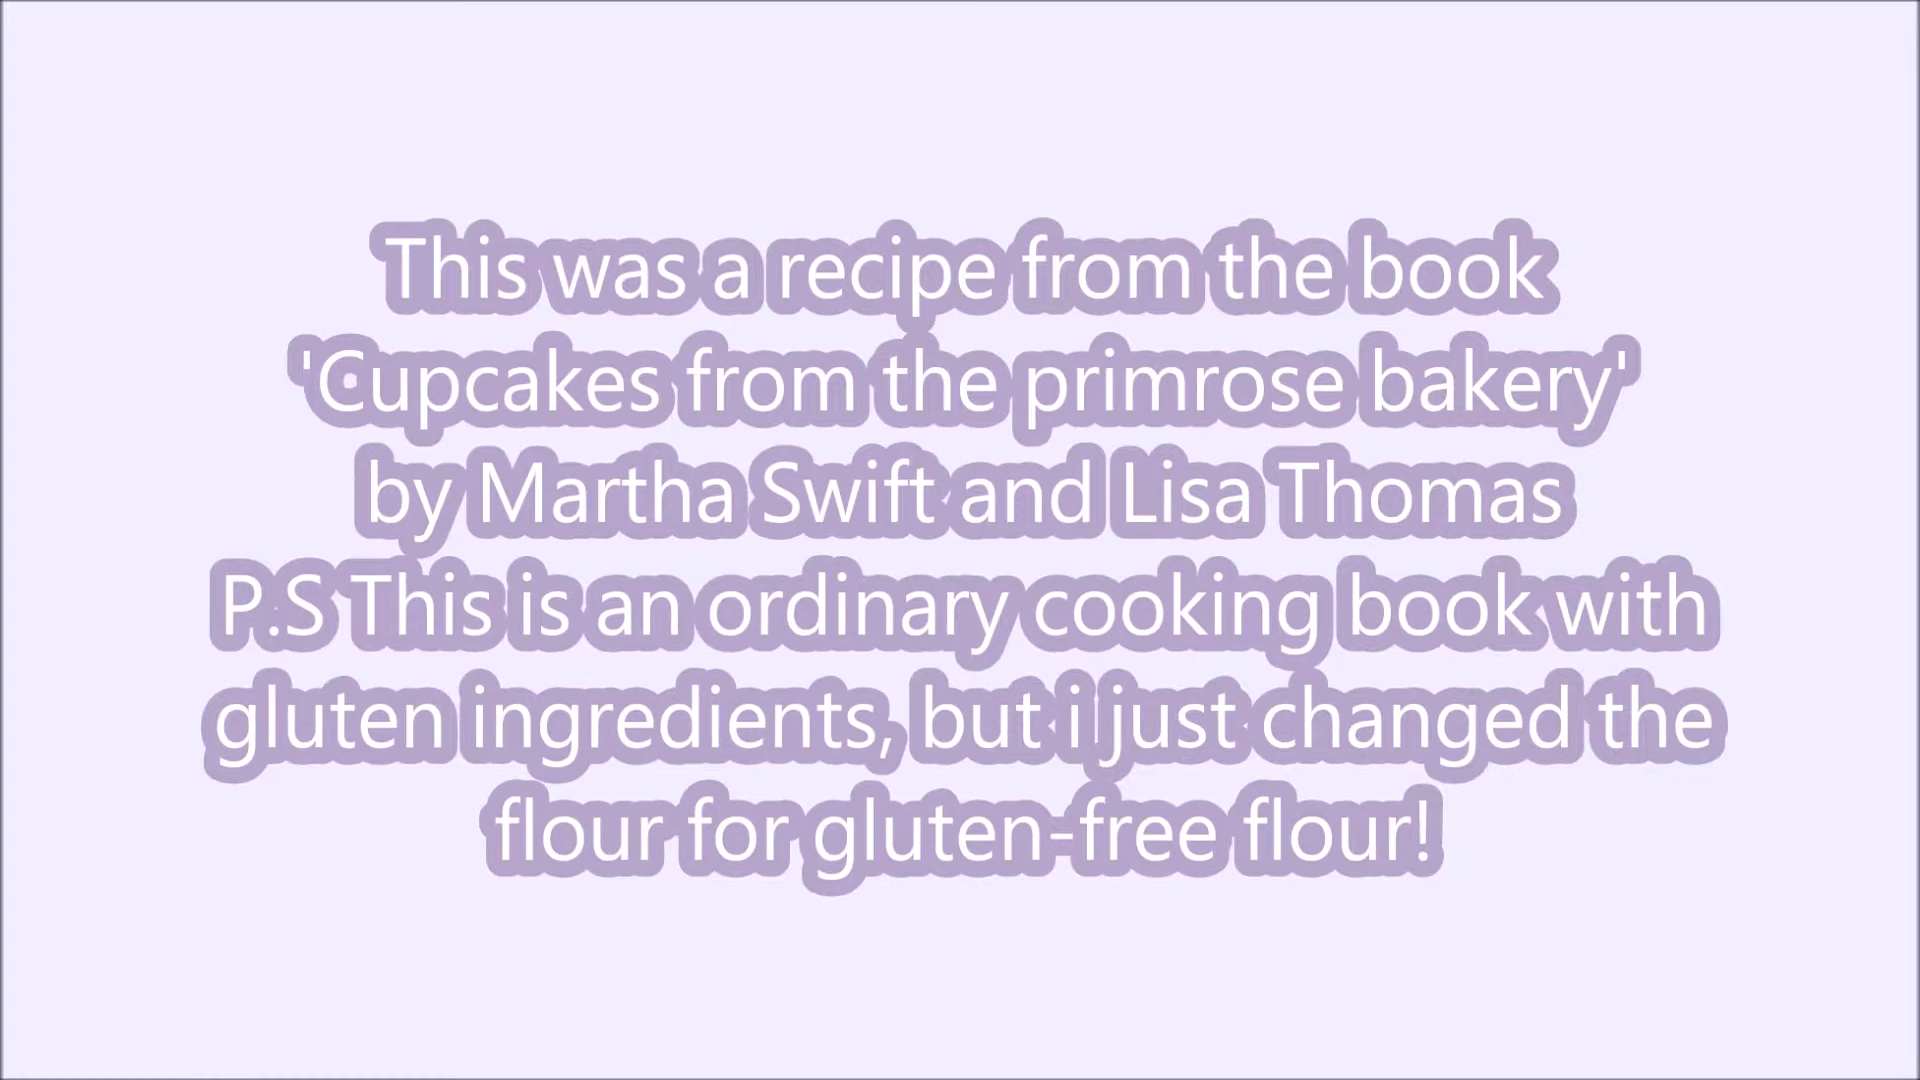 This was a recipe from the book
'Cupcakes from the primrose bakery'
by Martha Swift and Lisa Thomas
P.S This is an ordinary cooking book with
gluten ingredients, but i just changed the
flour for gluten-free flour!